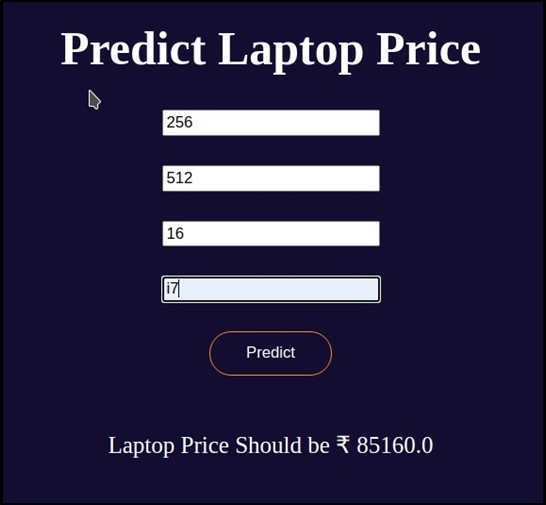 Predict Laptop Price
256
512
16
i7
Predict
Laptop Price Should be ₹ 85160.0